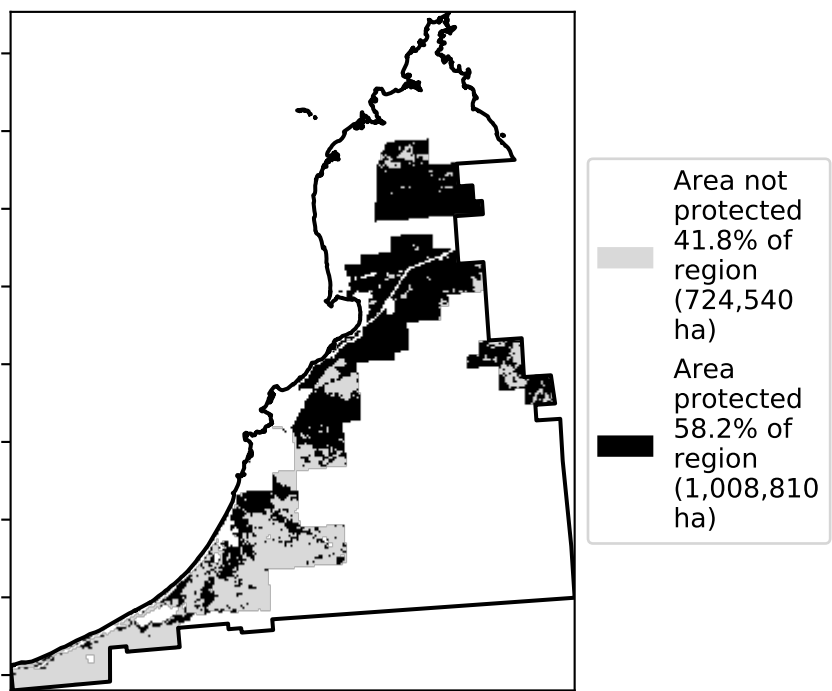 Area not
protected
41.8% of
region
(724,540
ha)
Area
protected
58.2% of
region
(1,008,810
ha)